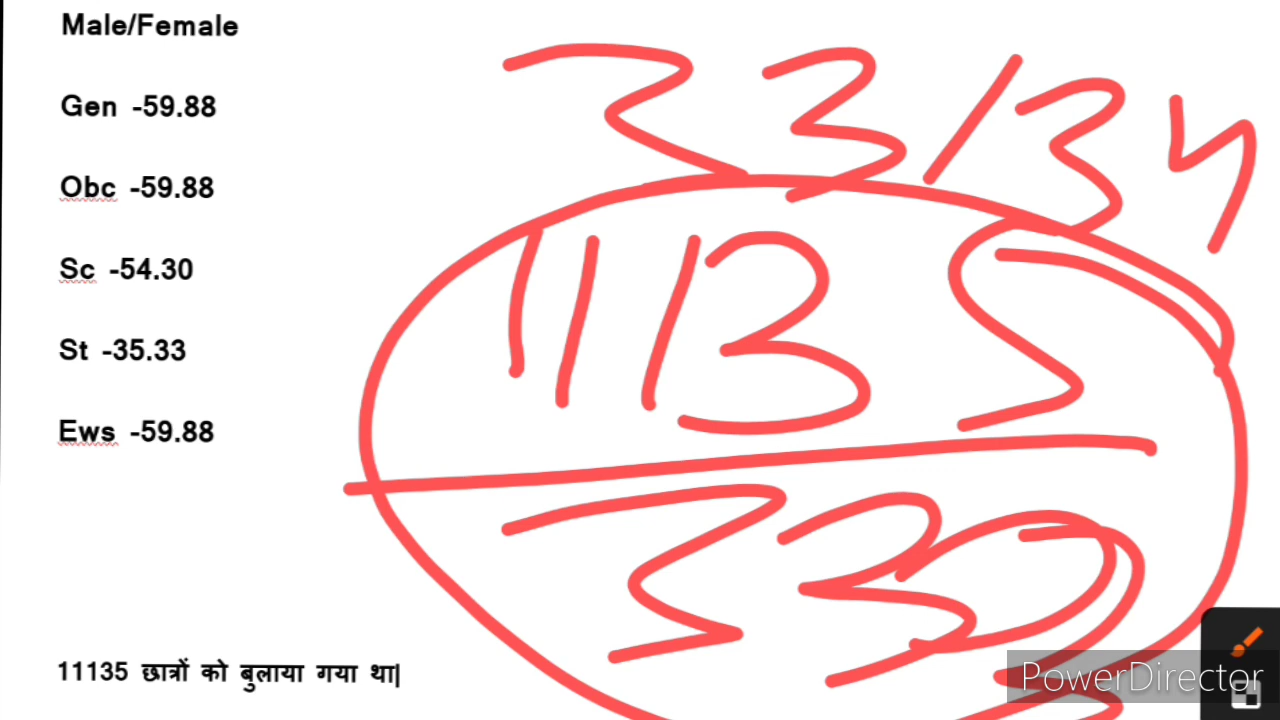 Male/Female
Gen -59.88
Obc -59.88
Sc -54.30
St -35.33
Ews -59.88
33/34
11135
11135 छात्रों को बुलाया गया था|
PowerDirector